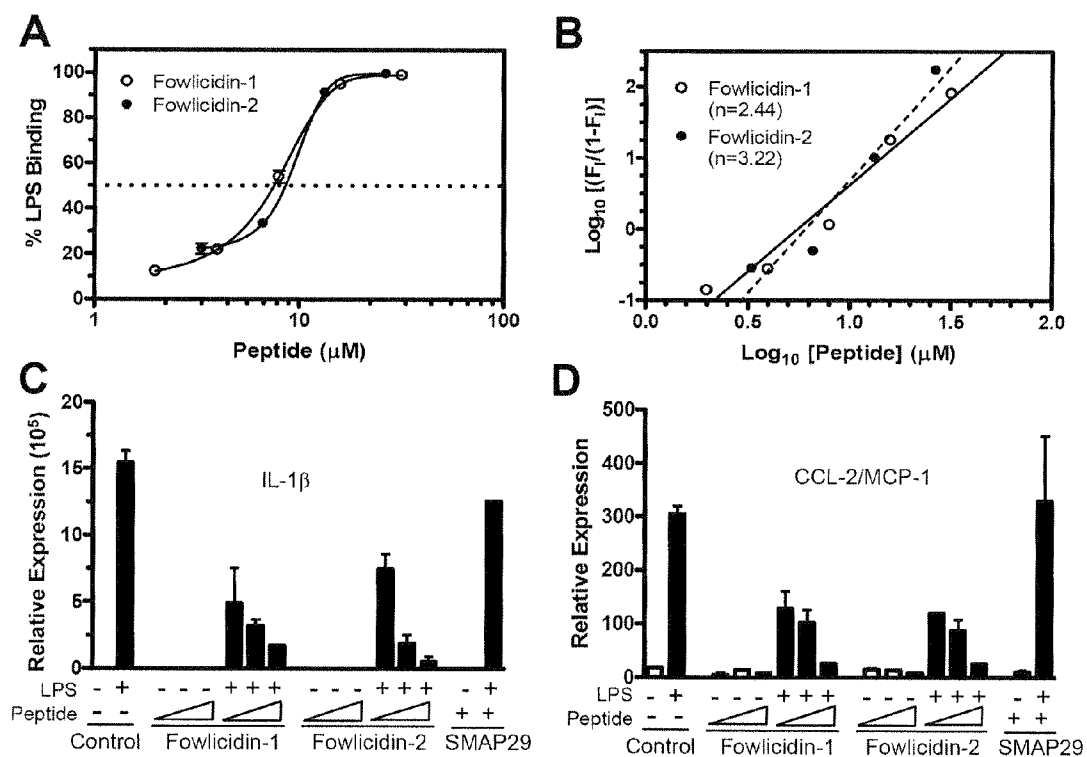 A
Fowlicidin-1
Fowlicidin-2
% LPS Binding
100
80
60
40
20
0
1
10
100
Peptide (μM)
B
Fowlicidin-1
(n=2.44)
Fowlicidin-2
(n=3.22)
Log10 [(Fi/(1-Fi)]
2
1
0
-1
0.0
0.5
1.0
1.5
2.0
Log10 [Peptide] (μM)
C
IL-1β
Relative Expression (10⁵)
20
15
10
5
0
LPS - + - - - + + + - - - + + + - +
Peptide - - + +
Control Fowlicidin-1 Fowlicidin-2 SMAP29
D
CCL-2/MCP-1
Relative Expression
500
400
300
200
100
0
LPS - + - - - + + + - - - + + + - +
Peptide - - + +
Control Fowlicidin-1 Fowlicidin-2 SMAP29